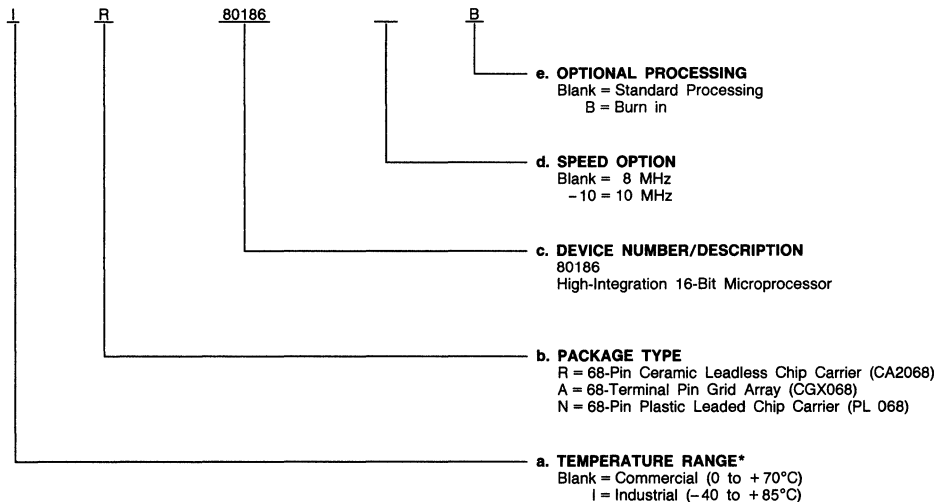 I R 80186 B
e. OPTIONAL PROCESSING
Blank = Standard Processing
B = Burn in
d. SPEED OPTION
Blank = 8 MHz
−10 = 10 MHz
c. DEVICE NUMBER/DESCRIPTION
80186
High-Integration 16-Bit Microprocessor
b. PACKAGE TYPE
R = 68-Pin Ceramic Leadless Chip Carrier (CA2068)
A = 68-Terminal Pin Grid Array (CGX068)
N = 68-Pin Plastic Leaded Chip Carrier (PL 068)
a. TEMPERATURE RANGE*
Blank = Commercial (0 to +70°C)
I = Industrial (−40 to +85°C)